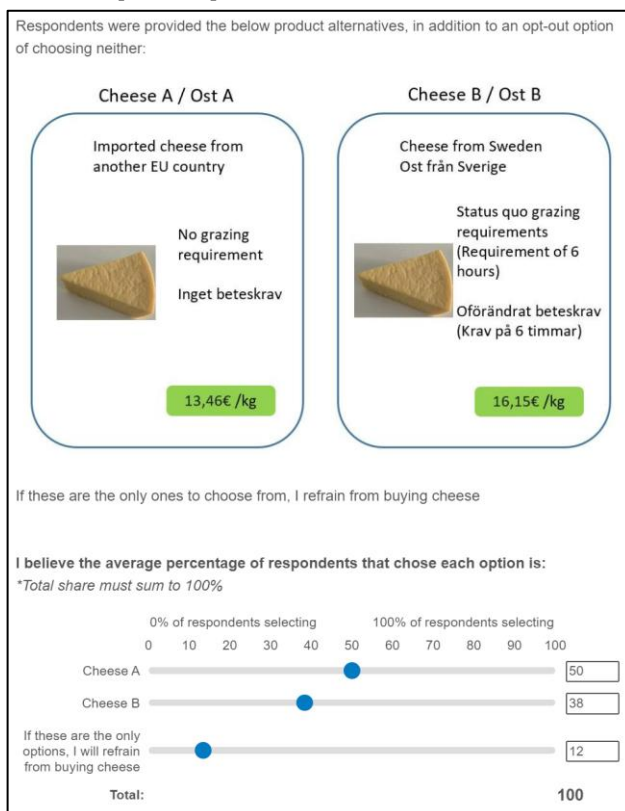 Respondents were provided the below product alternatives, in addition to an opt-out option
of choosing neither:
Cheese A / Ost A
Imported cheese from
another EU country
No grazing
requirement
Inget beteskrav
13,46€ /kg
Cheese B / Ost B
Cheese from Sweden
Ost från Sverige
Status quo grazing
requirements
(Requirement of 6
hours)
Oförändrat beteskrav
(Krav på 6 timmar)
16,15€ /kg
If these are the only ones to choose from, I refrain from buying cheese
I believe the average percentage of respondents that chose each option is:
*Total share must sum to 100%
0% of respondents selecting 100% of respondents selecting
0 10 20 30 40 50 60 70 80 90 100
Cheese A 50
Cheese B 38
If these are the only
options, I will refrain 12
from buying cheese
Total: 100